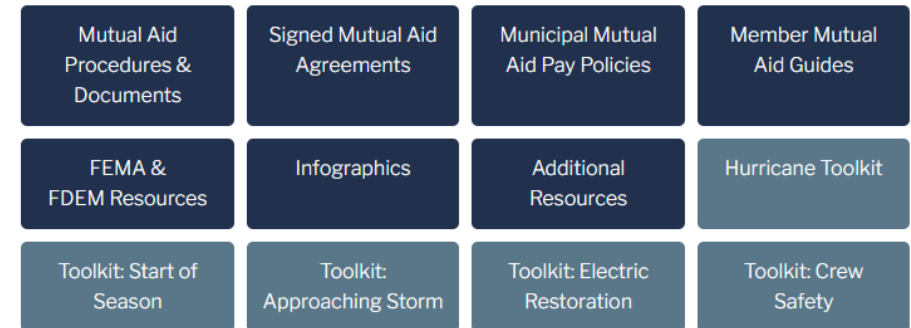 Mutual Aid
Procedures &
Documents
Signed Mutual Aid
Agreements
Municipal Mutual
Aid Pay Policies
Member Mutual
Aid Guides
FEMA &
FDEM Resources
Infographics
Additional
Resources
Hurricane Toolkit
Toolkit: Start of
Season
Toolkit:
Approaching Storm
Toolkit: Electric
Restoration
Toolkit: Crew
Safety